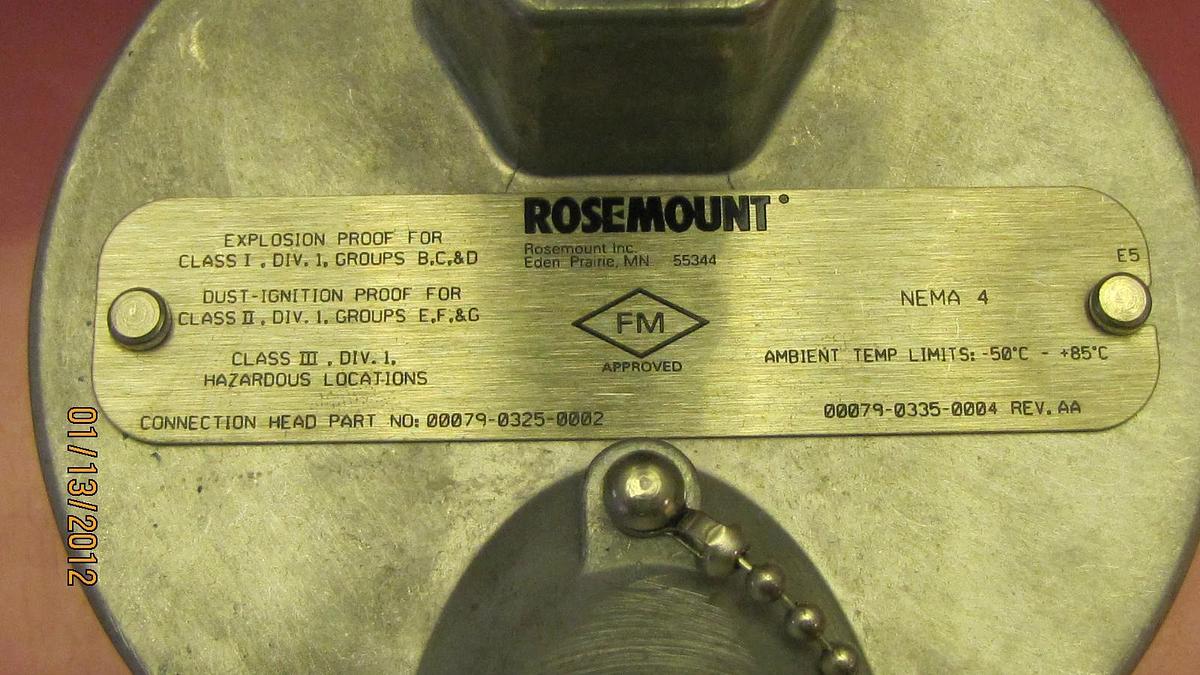 ROSEMOUNT
Rosemount Inc.
Eden Prairie, MN 55344
EXPLOSION PROOF FOR
CLASS I, DIV. 1, GROUPS B,C,&D
DUST-IGNITION PROOF FOR
CLASS II, DIV. 1, GROUPS E,F,&G
CLASS III, DIV. 1,
HAZARDOUS LOCATIONS
CONNECTION HEAD PART NO: 00079-0325-0002
FM
APPROVED
E5
NEMA 4
AMBIENT TEMP LIMITS: -50°C - +85°C
00079-0335-0004 REV. AA
01/13/2012